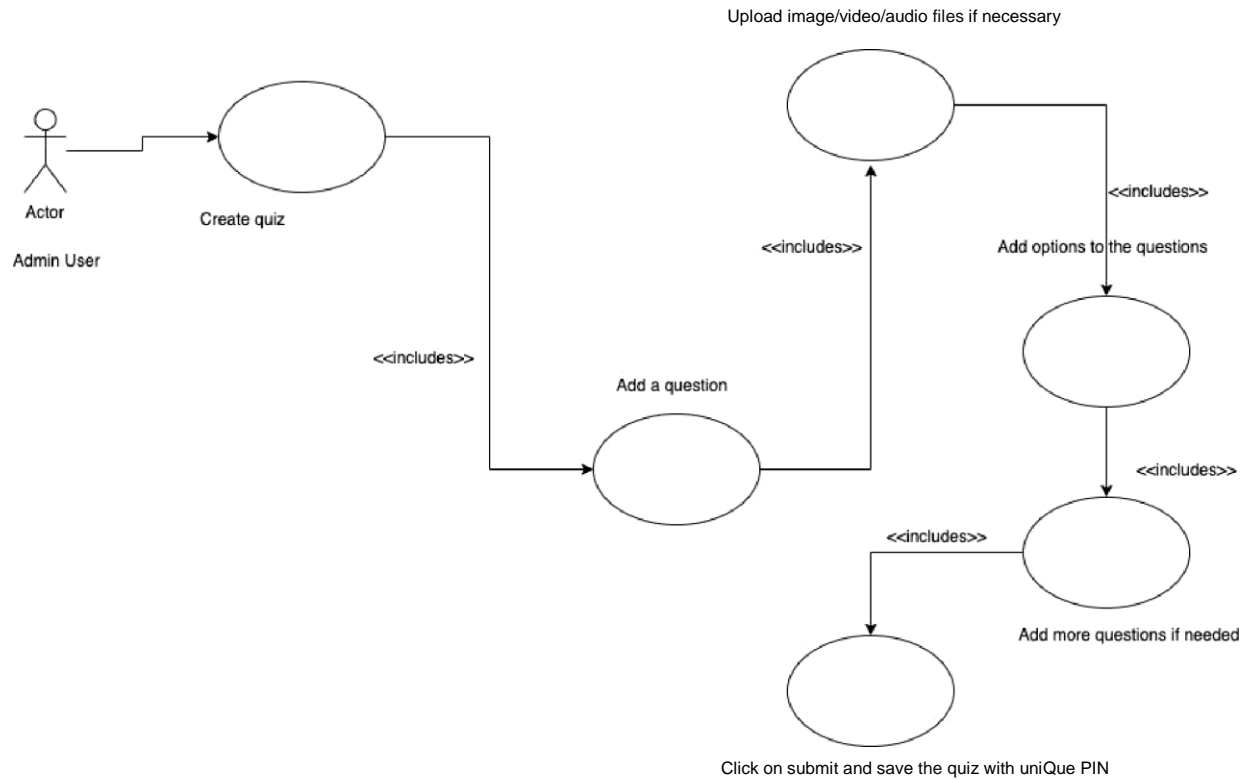 Upload image/video/audio files if necessary
Actor
Admin User
Create quiz
<<includes>>
Add a question
<<includes>>
<<includes>>
Add options to the questions
<<includes>>
<<includes>>
Add more questions if needed
Click on submit and save the quiz with uniQue PIN